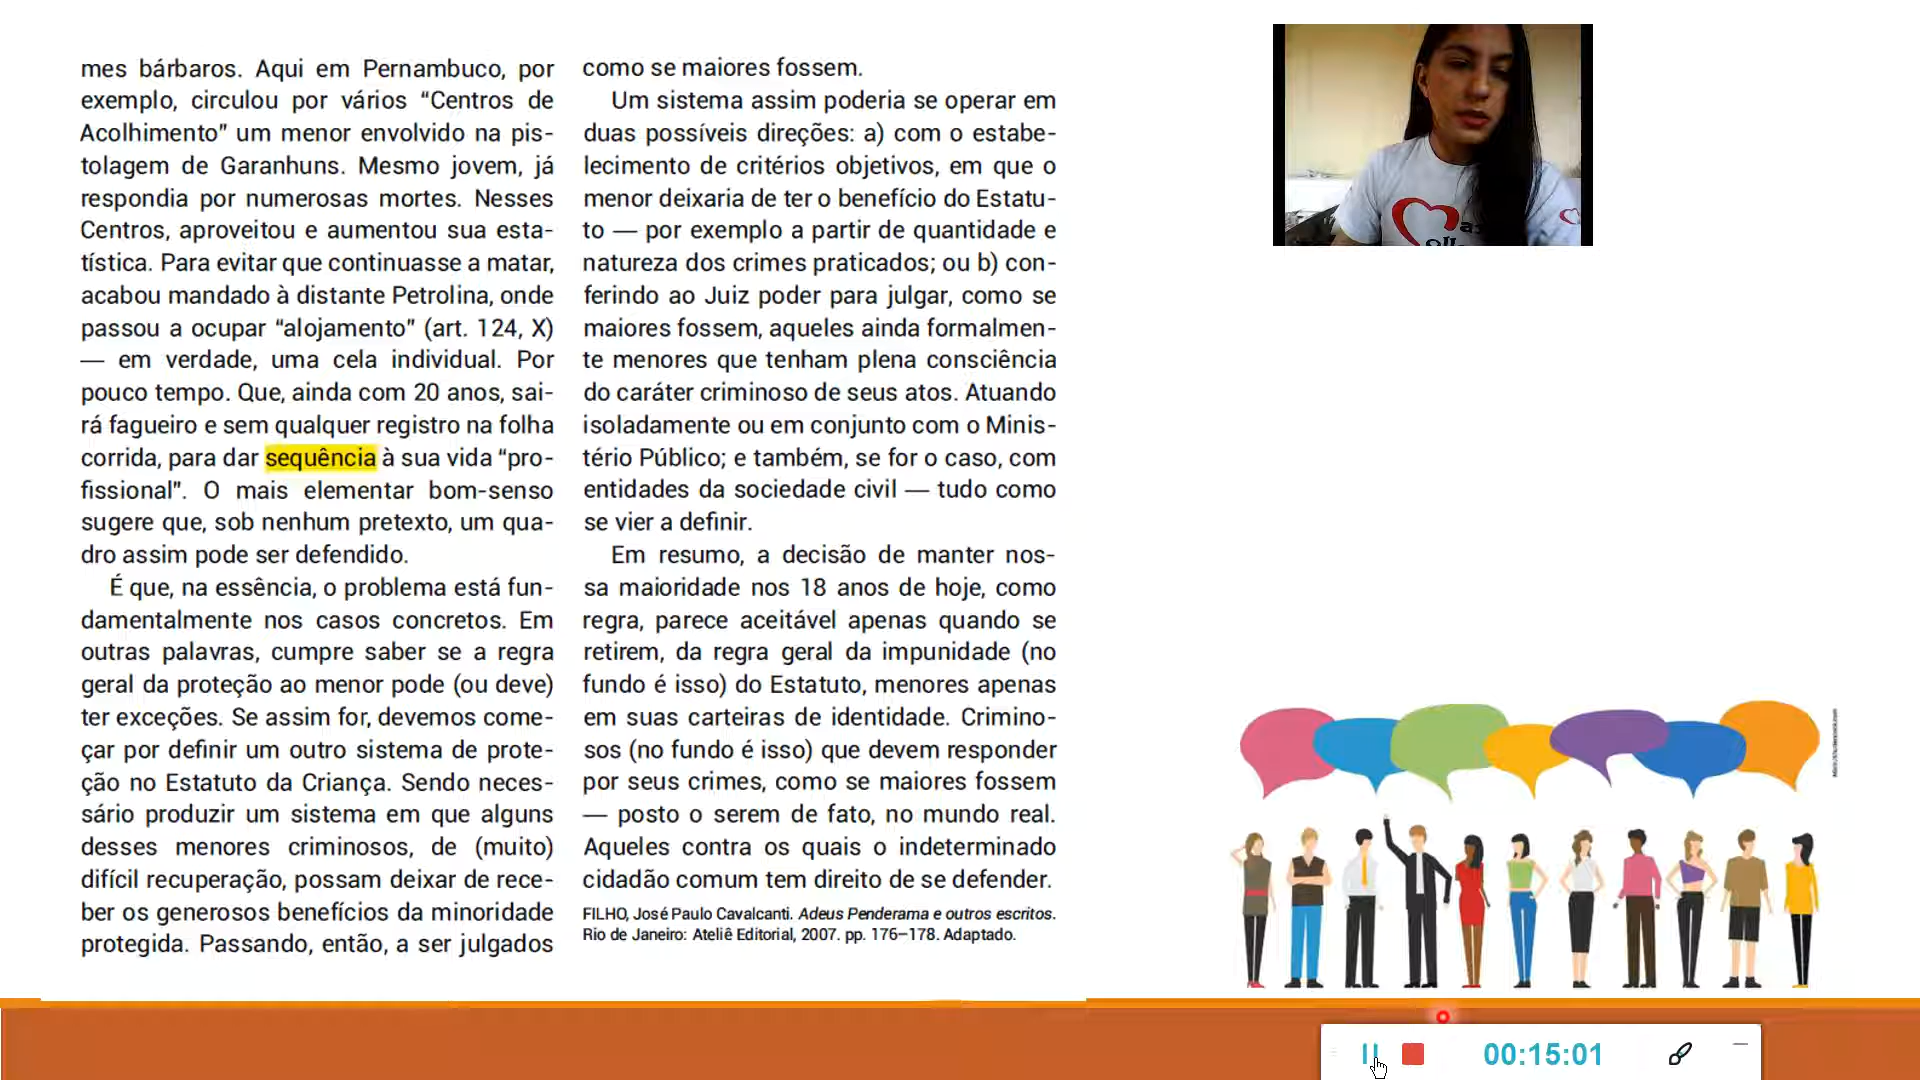 mes bárbaros. Aqui em Pernambuco, por
exemplo, circulou por vários “Centros de
Acolhimento” um menor envolvido na pis-
tolagem de Garanhuns. Mesmo jovem, já
respondia por numerosas mortes. Nesses
Centros, aproveitou e aumentou sua esta-
tística. Para evitar que continuasse a matar,
acabou mandado à distante Petrolina, onde
passou a ocupar “alojamento” (art. 124, X)
— em verdade, uma cela individual. Por
pouco tempo. Que, ainda com 20 anos, sai-
rá fagueiro e sem qualquer registro na folha
corrida, para dar sequência à sua vida “pro-
fissional”. O mais elementar bom-senso
sugere que, sob nenhum pretexto, um qua-
dro assim pode ser defendido.
É que, na essência, o problema está fun-
damentalmente nos casos concretos. Em
outras palavras, cumpre saber se a regra
geral da proteção ao menor pode (ou deve)
ter exceções. Se assim for, devemos come-
çar por definir um outro sistema de prote-
ção no Estatuto da Criança. Sendo neces-
sário produzir um sistema em que alguns
desses menores criminosos, de (muito)
difícil recuperação, possam deixar de rece-
ber os generosos benefícios da minoridade
protegida. Passando, então, a ser julgados
como se maiores fossem.
Um sistema assim poderia se operar em
duas possíveis direções: a) com o estabe-
lecimento de critérios objetivos, em que o
menor deixaria de ter o benefício do Estatu-
to — por exemplo a partir de quantidade e
natureza dos crimes praticados; ou b) con-
ferindo ao Juiz poder para julgar, como se
maiores fossem, aqueles ainda formalmen-
te menores que tenham plena consciência
do caráter criminoso de seus atos. Atuando
isoladamente ou em conjunto com o Minis-
tério Público; e também, se for o caso, com
entidades da sociedade civil — tudo como
se vier a definir.
Em resumo, a decisão de manter nos-
sa maioridade nos 18 anos de hoje, como
regra, parece aceitável apenas quando se
retirem, da regra geral da impunidade (no
fundo é isso) do Estatuto, menores apenas
em suas carteiras de identidade. Crimino-
sos (no fundo é isso) que devem responder
por seus crimes, como se maiores fossem
— posto o serem de fato, no mundo real.
Aqueles contra os quais o indeterminado
cidadão comum tem direito de se defender.
FILHO, José Paulo Cavalcanti. Adeus Penderama e outros escritos.
Rio de Janeiro: Ateliê Editorial, 2007. pp. 176–178. Adaptado.
00:15:01